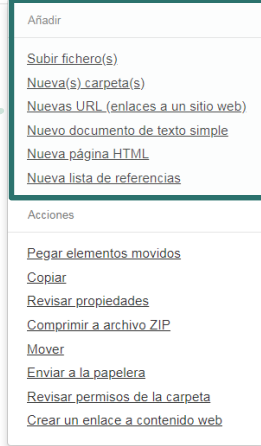 Añadir
Subir fichero(s)
Nueva(s) carpeta(s)
Nuevas URL (enlaces a un sitio web)
Nuevo documento de texto simple
Nueva página HTML
Nueva lista de referencias
Acciones
Pegar elementos movidos
Copiar
Revisar propiedades
Comprimir a archivo ZIP
Mover
Enviar a la papelera
Revisar permisos de la carpeta
Crear un enlace a contenido web